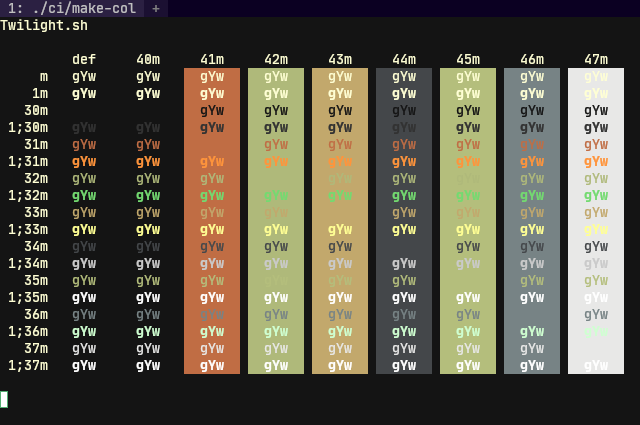 1: ./ci/make-col +
Twilight.sh
def 40m 41m 42m 43m 44m 45m 46m 47m
m gYw gYw gYw gYw gYw gYw gYw gYw gYw
1m gYw gYw gYw gYw gYw gYw gYw gYw gYw
30m gYw gYw gYw gYw gYw gYw gYw
1;30m gYw gYw gYw gYw gYw gYw gYw gYw gYw
31m gYw gYw gYw gYw gYw gYw gYw gYw
1;31m gYw gYw gYw gYw gYw gYw gYw gYw gYw
32m gYw gYw gYw gYw gYw gYw gYw
1;32m gYw gYw gYw gYw gYw gYw gYw gYw gYw
33m gYw gYw gYw gYw gYw gYw gYw gYw
1;33m gYw gYw gYw gYw gYw gYw gYw gYw gYw
34m gYw gYw gYw gYw gYw gYw gYw gYw
1;34m gYw gYw gYw gYw gYw gYw gYw gYw gYw
35m gYw gYw gYw gYw gYw gYw gYw
1;35m gYw gYw gYw gYw gYw gYw gYw gYw gYw
36m gYw gYw gYw gYw gYw gYw gYw gYw
1;36m gYw gYw gYw gYw gYw gYw gYw gYw gYw
37m gYw gYw gYw gYw gYw gYw gYw gYw
1;37m gYw gYw gYw gYw gYw gYw gYw gYw gYw